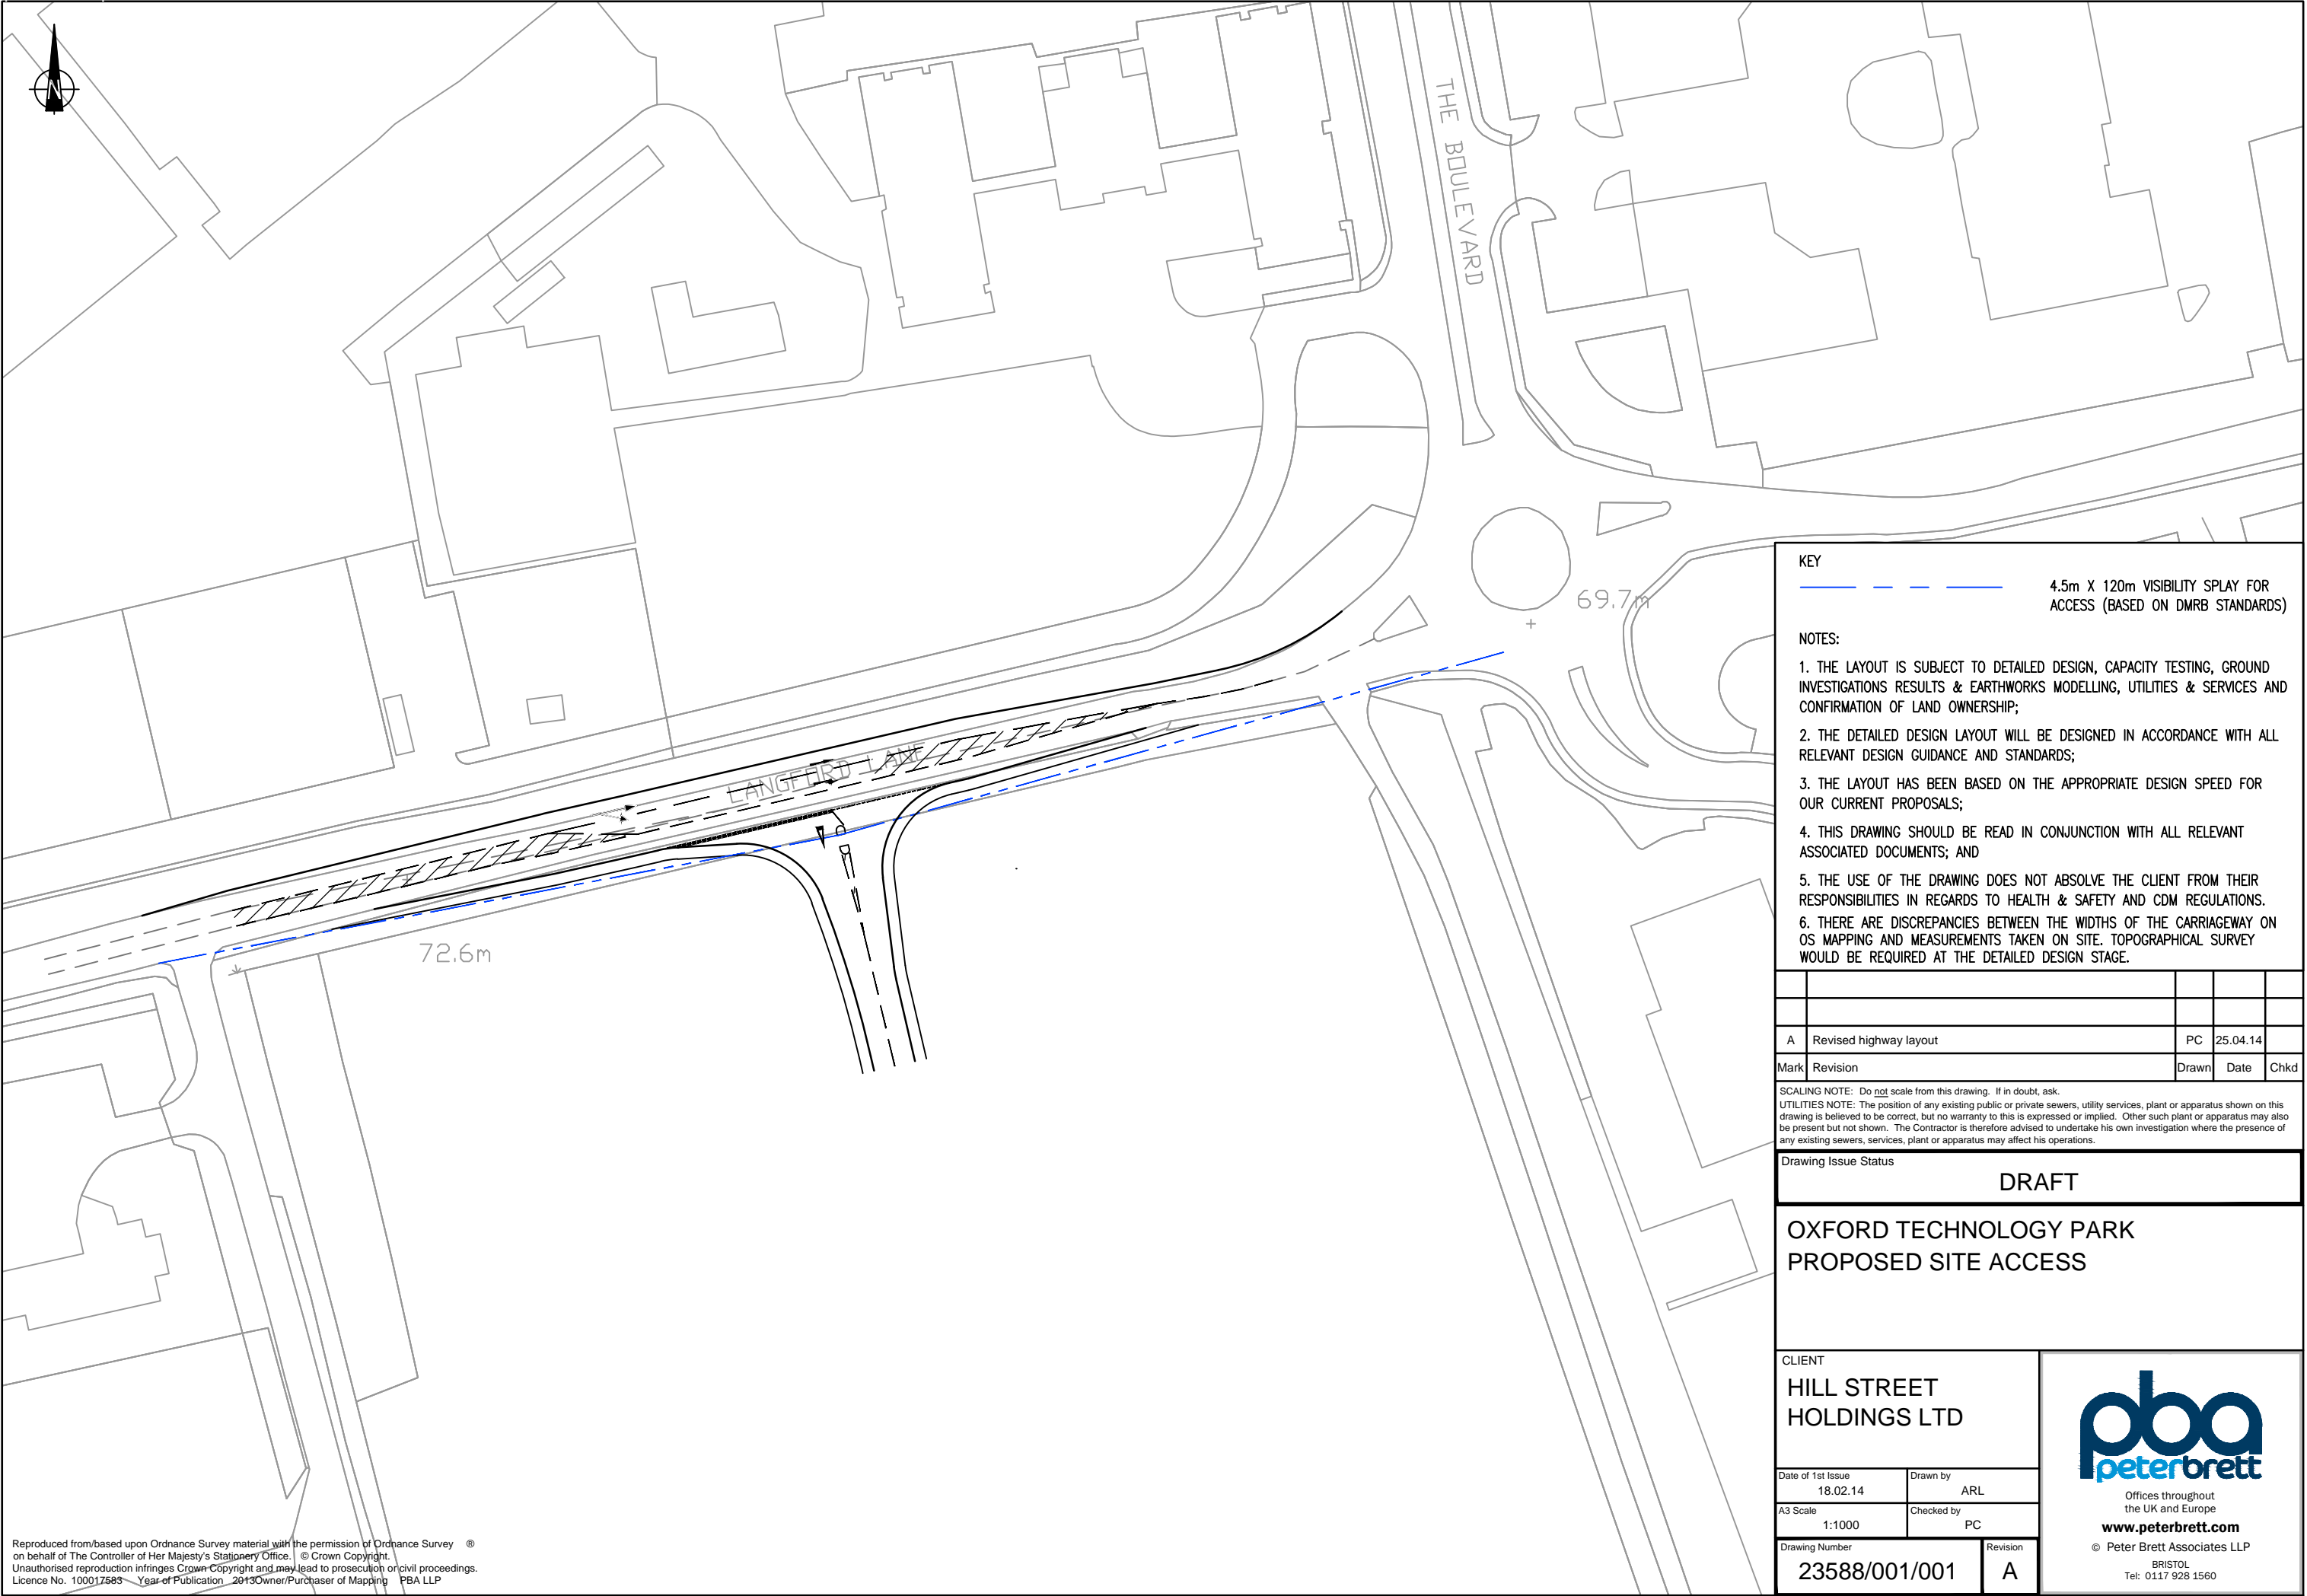 N
THE BOULEVARD
69.7m
LANGFORD LANE
72.6m
KEY
4.5m X 120m VISIBILITY SPLAY FOR
ACCESS (BASED ON DMRB STANDARDS)
NOTES:
1. THE LAYOUT IS SUBJECT TO DETAILED DESIGN, CAPACITY TESTING, GROUND
INVESTIGATIONS RESULTS & EARTHWORKS MODELLING, UTILITIES & SERVICES AND
CONFIRMATION OF LAND OWNERSHIP;
2. THE DETAILED DESIGN LAYOUT WILL BE DESIGNED IN ACCORDANCE WITH ALL
RELEVANT DESIGN GUIDANCE AND STANDARDS;
3. THE LAYOUT HAS BEEN BASED ON THE APPROPRIATE DESIGN SPEED FOR
OUR CURRENT PROPOSALS;
4. THIS DRAWING SHOULD BE READ IN CONJUNCTION WITH ALL RELEVANT
ASSOCIATED DOCUMENTS; AND
5. THE USE OF THE DRAWING DOES NOT ABSOLVE THE CLIENT FROM THEIR
RESPONSIBILITIES IN REGARDS TO HEALTH & SAFETY AND CDM REGULATIONS.
6. THERE ARE DISCREPANCIES BETWEEN THE WIDTHS OF THE CARRIAGEWAY ON
OS MAPPING AND MEASUREMENTS TAKEN ON SITE. TOPOGRAPHICAL SURVEY
WOULD BE REQUIRED AT THE DETAILED DESIGN STAGE.
A Revised highway layout PC 25.04.14
Mark Revision Drawn Date Chkd
SCALING NOTE: Do not scale from this drawing. If in doubt, ask.
UTILITIES NOTE: The position of any existing public or private sewers, utility services, plant or apparatus shown on this
drawing is believed to be correct, but no warranty to this is expressed or implied. Other such plant or apparatus may also
be present but not shown. The Contractor is therefore advised to undertake his own investigation where the presence of
any existing sewers, services, plant or apparatus may affect his operations.
Drawing Issue Status
DRAFT
OXFORD TECHNOLOGY PARK
PROPOSED SITE ACCESS
CLIENT
HILL STREET
HOLDINGS LTD
Date of 1st Issue
18.02.14
Drawn by
ARL
A3 Scale
1:1000
Checked by
PC
Drawing Number
23588/001/001
Revision
A
pba
peterbrett
Offices throughout
the UK and Europe
www.peterbrett.com
© Peter Brett Associates LLP
BRISTOL
Tel: 0117 928 1560
Reproduced from/based upon Ordnance Survey material with the permission of Ordnance Survey ®
on behalf of The Controller of Her Majesty's Stationery Office. © Crown Copyright.
Unauthorised reproduction infringes Crown Copyright and may lead to prosecution or civil proceedings.
Licence No. 100017583 Year of Publication 2013Owner/Purchaser of Mapping PBA LLP